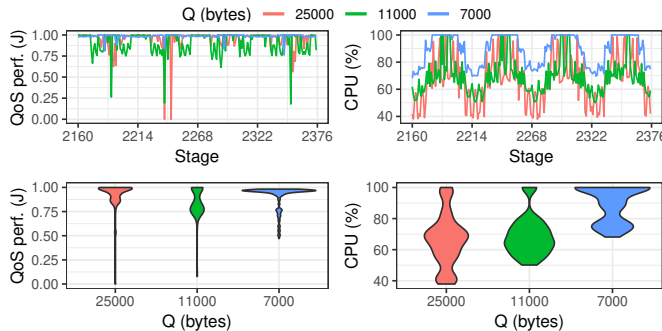 Q (bytes) 25000 11000 7000
QoS perf. (J)
1.00
0.75
0.50
0.25
0.00
2160 2214 2268 2322 2376
Stage
CPU (%)
100
80
60
40
2160 2214 2268 2322 2376
Stage
QoS perf. (J)
1.00
0.75
0.50
0.25
0.00
25000 11000 7000
Q (bytes)
CPU (%)
100
80
60
40
25000 11000 7000
Q (bytes)